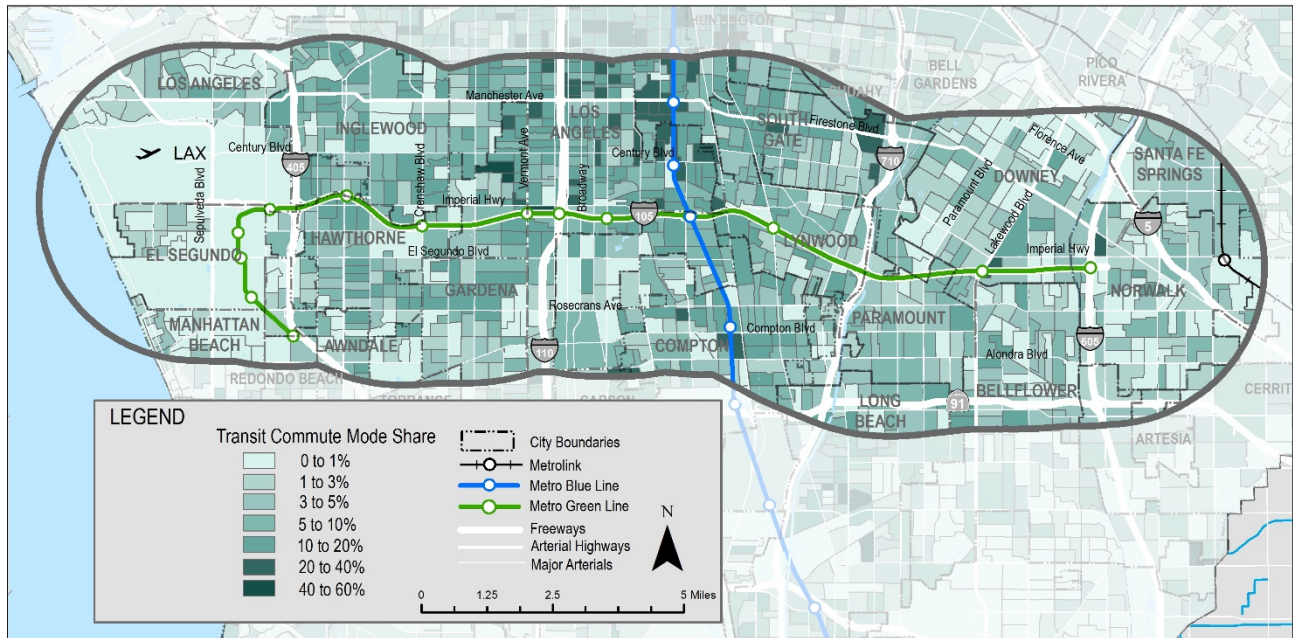 HUNTINGTON
BELL
GARDENS
PICO
RIVERA
LOS ANGELES
Manchester Ave
LOS
ANGELES
SOUTH
GATE
Firestone Blvd
UDAHY
Florence Ave
INGLEWOOD
LAX
Century Blvd
405
Century Blvd
710
DOWNEY
SANTA FE
SPRINGS
Sepulveda Blvd
Crenshaw Blvd
Vermont Ave
Broadway
Imperial Hwy
105
Paramount Blvd
Lakewood Blvd
5
HAWTHORNE
El Segundo Blvd
LYNWOOD
Imperial Hwy
EL SEGUNDO
GARDENA
Rosecrans Ave
NORWALK
MANHATTAN
BEACH
LAWNDALE
110
COMPTON
Compton Blvd
PARAMOUNT
Alondra Blvd
605
REDONDO BEACH
TORRANCE
CARSON
LONG
BEACH
91
BELLFLOWER
CERRIT
ARTESIA
LEGEND
Transit Commute Mode Share
0 to 1%
1 to 3%
3 to 5%
5 to 10%
10 to 20%
20 to 40%
40 to 60%
City Boundaries
Metrolink
Metro Blue Line
Metro Green Line
Freeways
Arterial Highways
Major Arterials
N
0 1.25 2.5 5 Miles